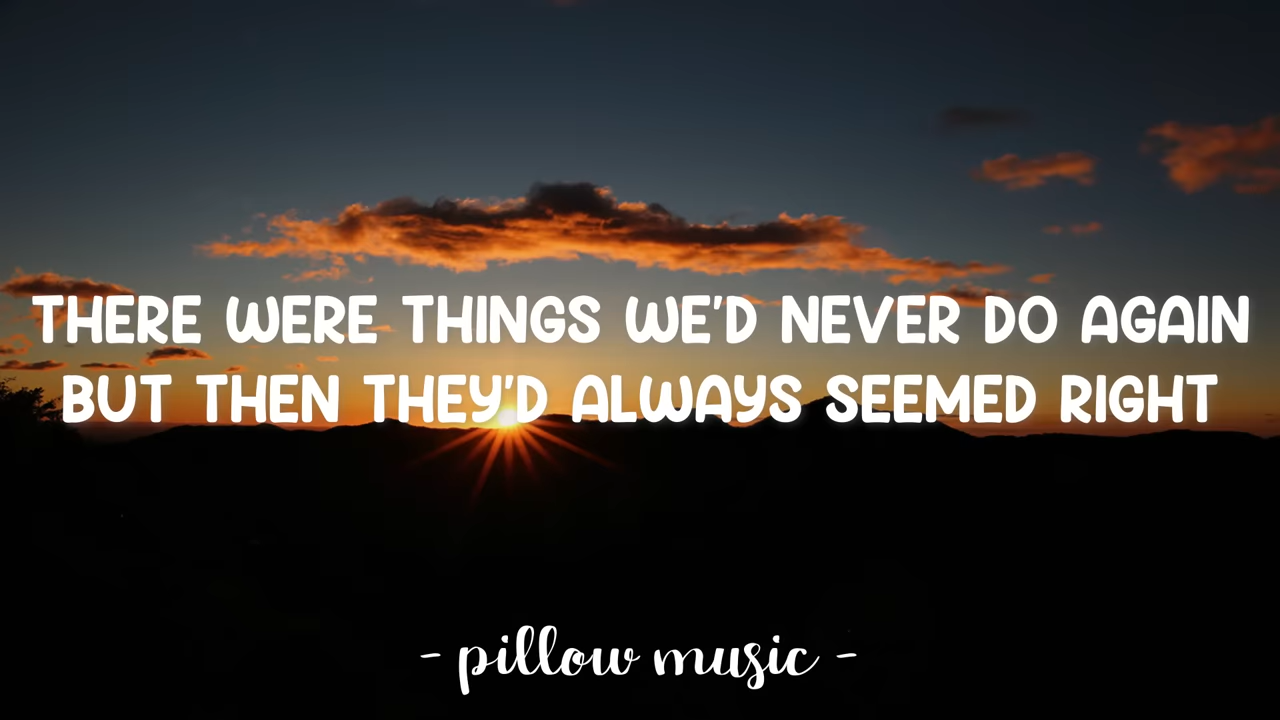 THERE WERE THINGS WE'D NEVER DO AGAIN
BUT THEN THEY'D ALWAYS SEEMED RIGHT
- pillow music -